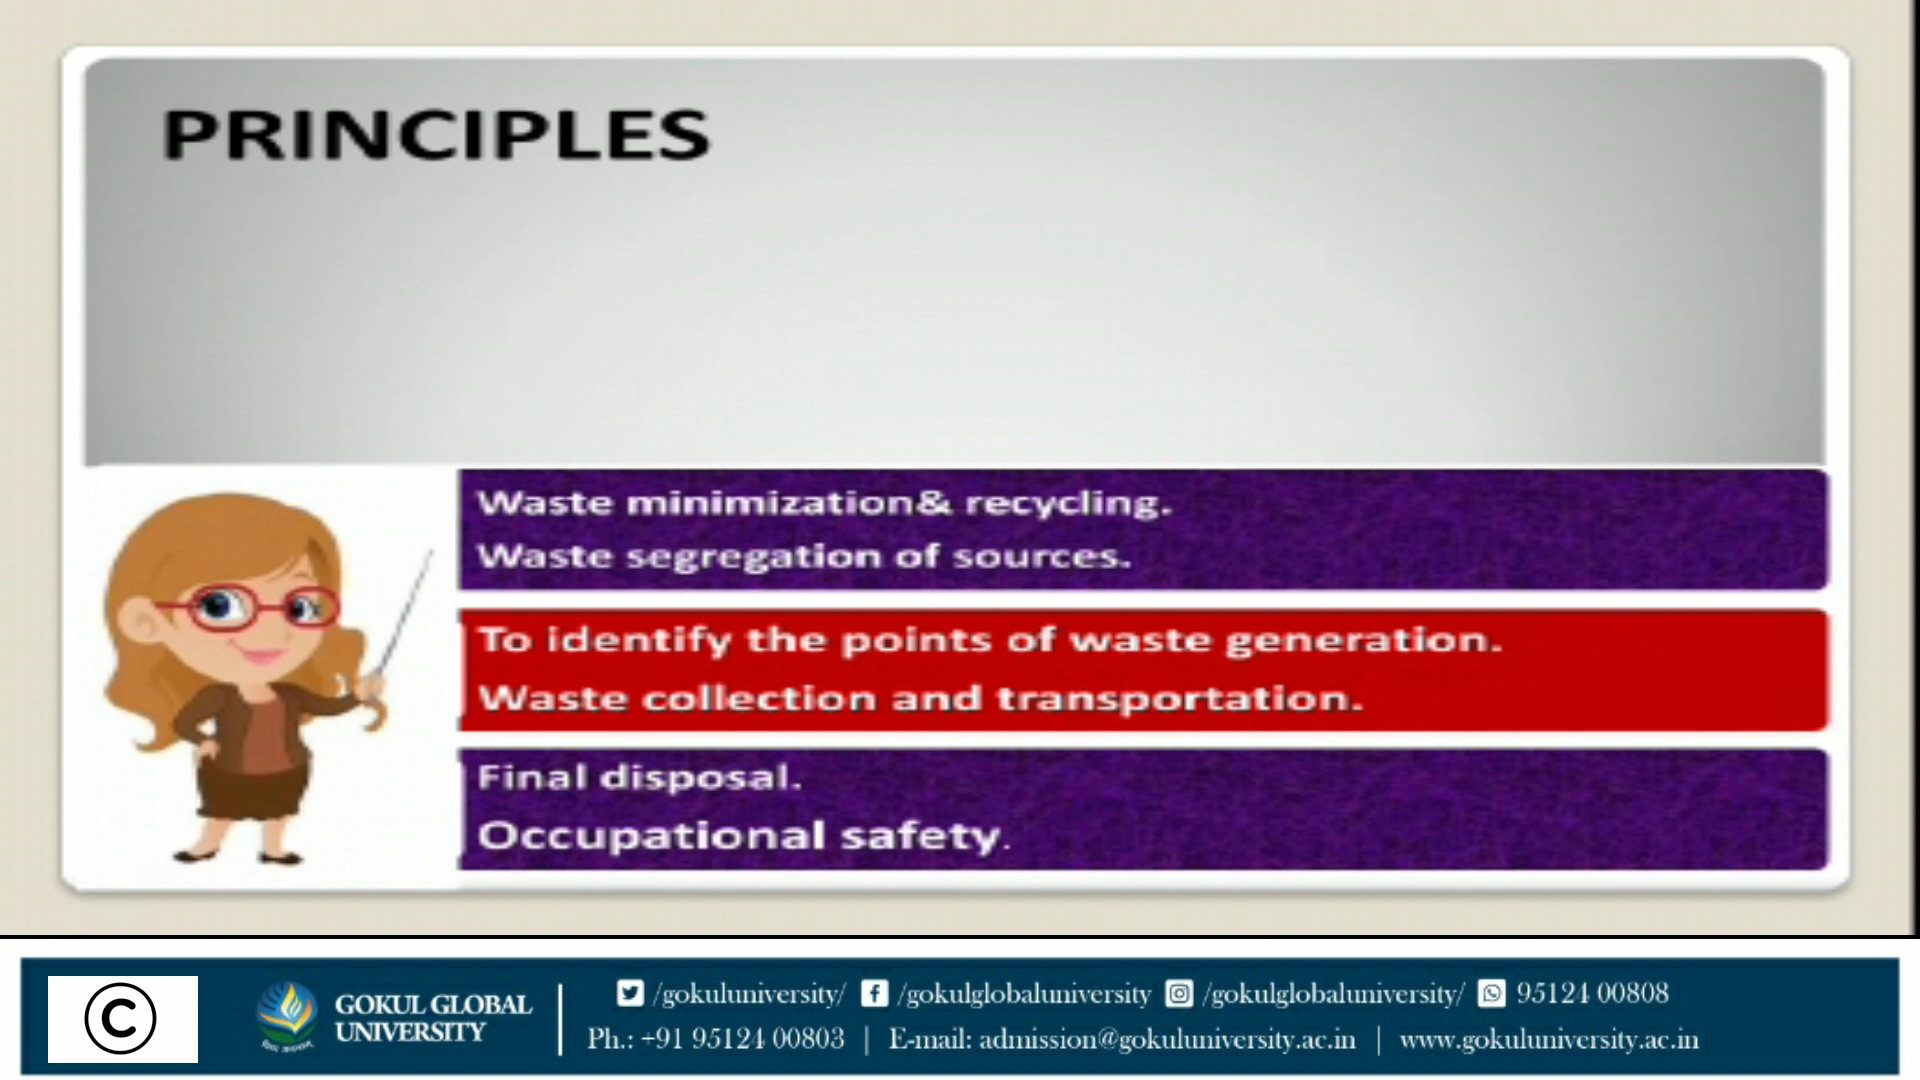 PRINCIPLES
Waste minimization& recycling.
Waste segregation of sources.
To identify the points of waste generation.
Waste collection and transportation.
Final disposal.
Occupational safety.
©
GOKUL GLOBAL
UNIVERSITY
/gokuluniversity/ /gokulglobaluniversity /gokulglobaluniversity/ 95124 00808
Ph.: +91 95124 00803 | E-mail: admission@gokuluniversity.ac.in | www.gokuluniversity.ac.in